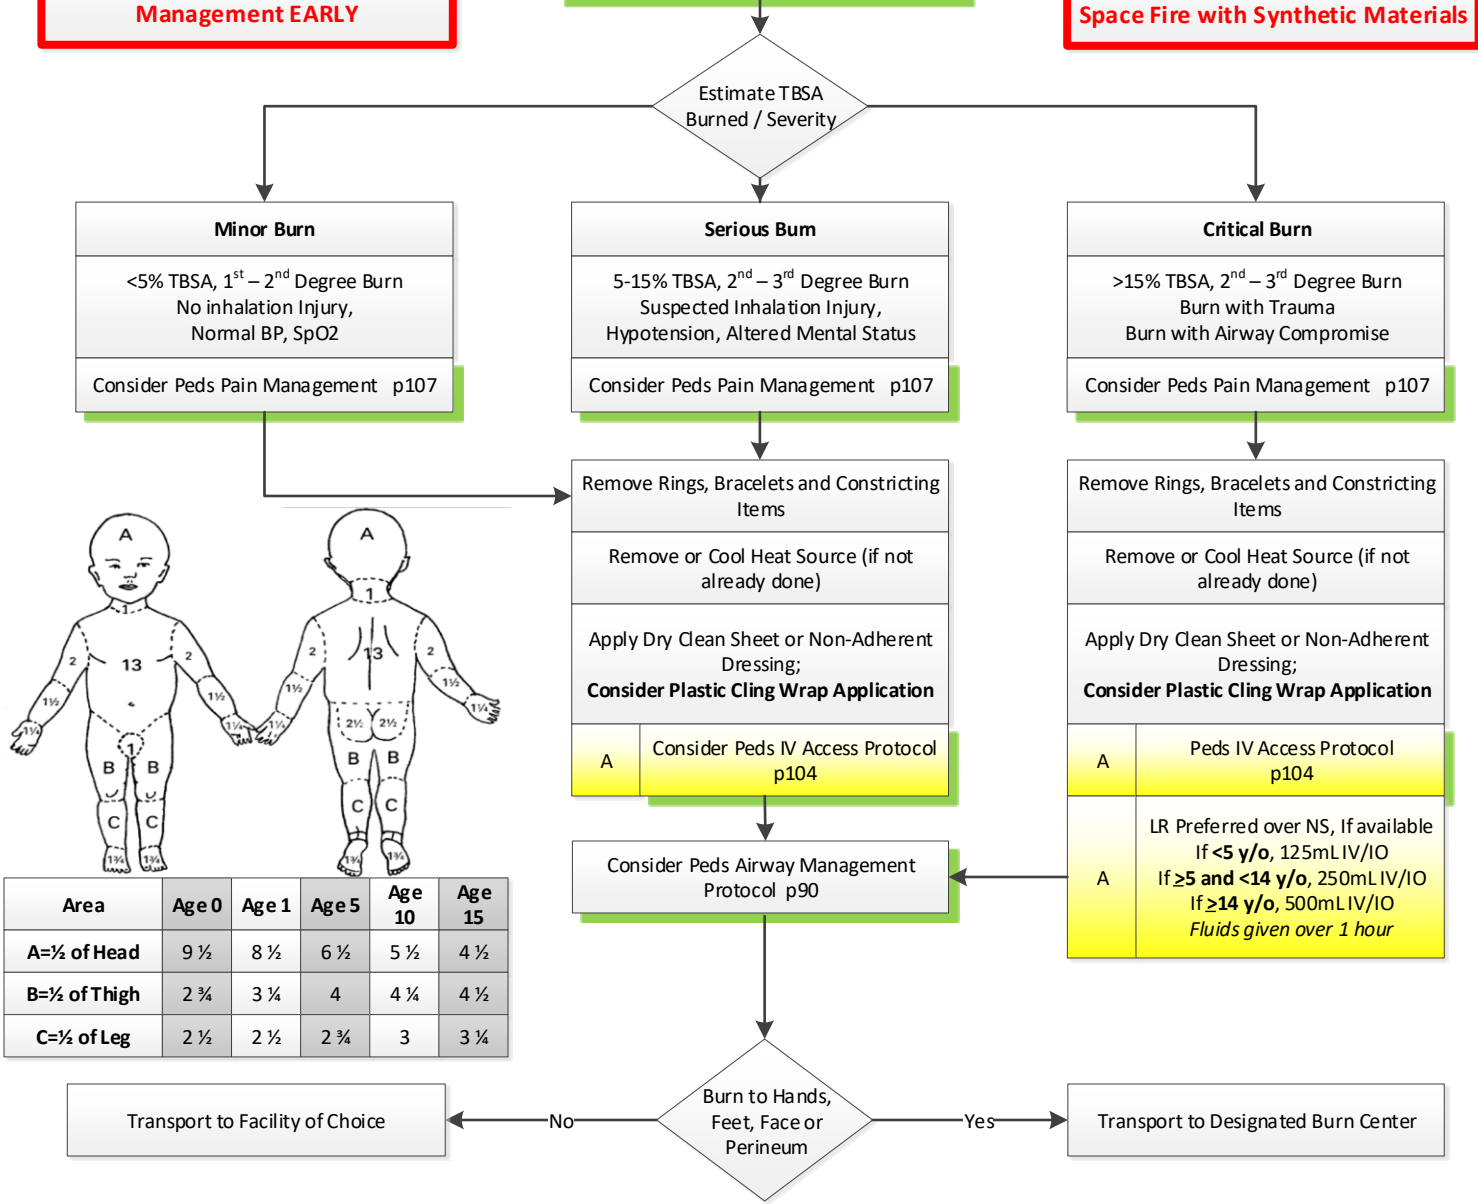 Management EARLY
Space Fire with Synthetic Materials
Estimate TBSA
Burned / Severity
Minor Burn
<5% TBSA, 1st – 2nd Degree Burn
No inhalation Injury,
Normal BP, SpO2
Consider Peds Pain Management p107
Serious Burn
5-15% TBSA, 2nd – 3rd Degree Burn
Suspected Inhalation Injury,
Hypotension, Altered Mental Status
Consider Peds Pain Management p107
Critical Burn
>15% TBSA, 2nd – 3rd Degree Burn
Burn with Trauma
Burn with Airway Compromise
Consider Peds Pain Management p107
Remove Rings, Bracelets and Constricting
Items
Remove or Cool Heat Source (if not
already done)
Apply Dry Clean Sheet or Non-Adherent
Dressing;
Consider Plastic Cling Wrap Application
A
Consider Peds IV Access Protocol
p104
Remove Rings, Bracelets and Constricting
Items
Remove or Cool Heat Source (if not
already done)
Apply Dry Clean Sheet or Non-Adherent
Dressing;
Consider Plastic Cling Wrap Application
A
Peds IV Access Protocol
p104
A
LR Preferred over NS, If available
If <5 y/o, 125mL IV/IO
If ≥5 and <14 y/o, 250mL IV/IO
If ≥14 y/o, 500mL IV/IO
Fluids given over 1 hour
Consider Peds Airway Management
Protocol p90
A
1
2 13 2
1½ 1½
1¼ 1¼
1
B B
C C
1¾ 1¾
A
1
2 13 2
1½ 1½
1¼ 2½ 2½ 1¼
B B
C C
1¾ 1¾
Area Age 0 Age 1 Age 5 Age 10 Age 15
A=½ of Head 9 ½ 8 ½ 6 ½ 5 ½ 4 ½
B=½ of Thigh 2 ¾ 3 ¼ 4 4 ¼ 4 ½
C=½ of Leg 2 ½ 2 ½ 2 ¾ 3 3 ¼
Burn to Hands,
Feet, Face or
Perineum
No
Yes
Transport to Facility of Choice
Transport to Designated Burn Center